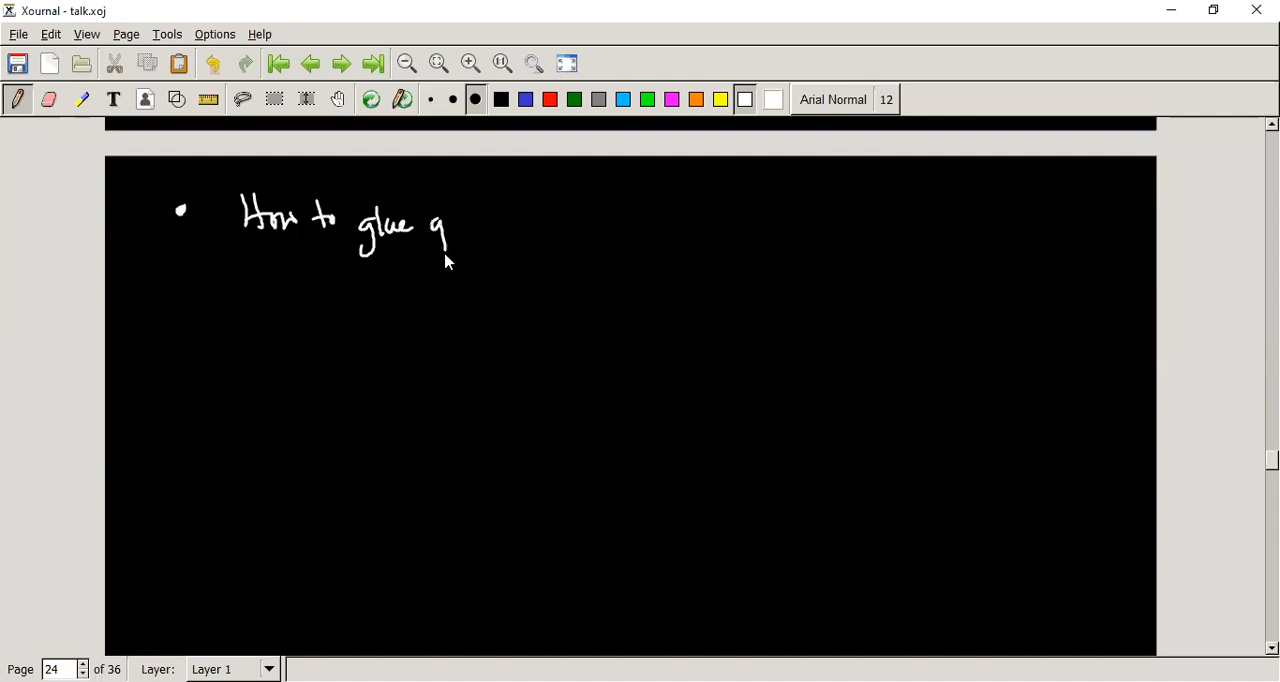 Xournal - talk.xoj
File Edit View Page Tools Options Help
Arial Normal 12
• How to glue q
Page 24 of 36 Layer: Layer 1